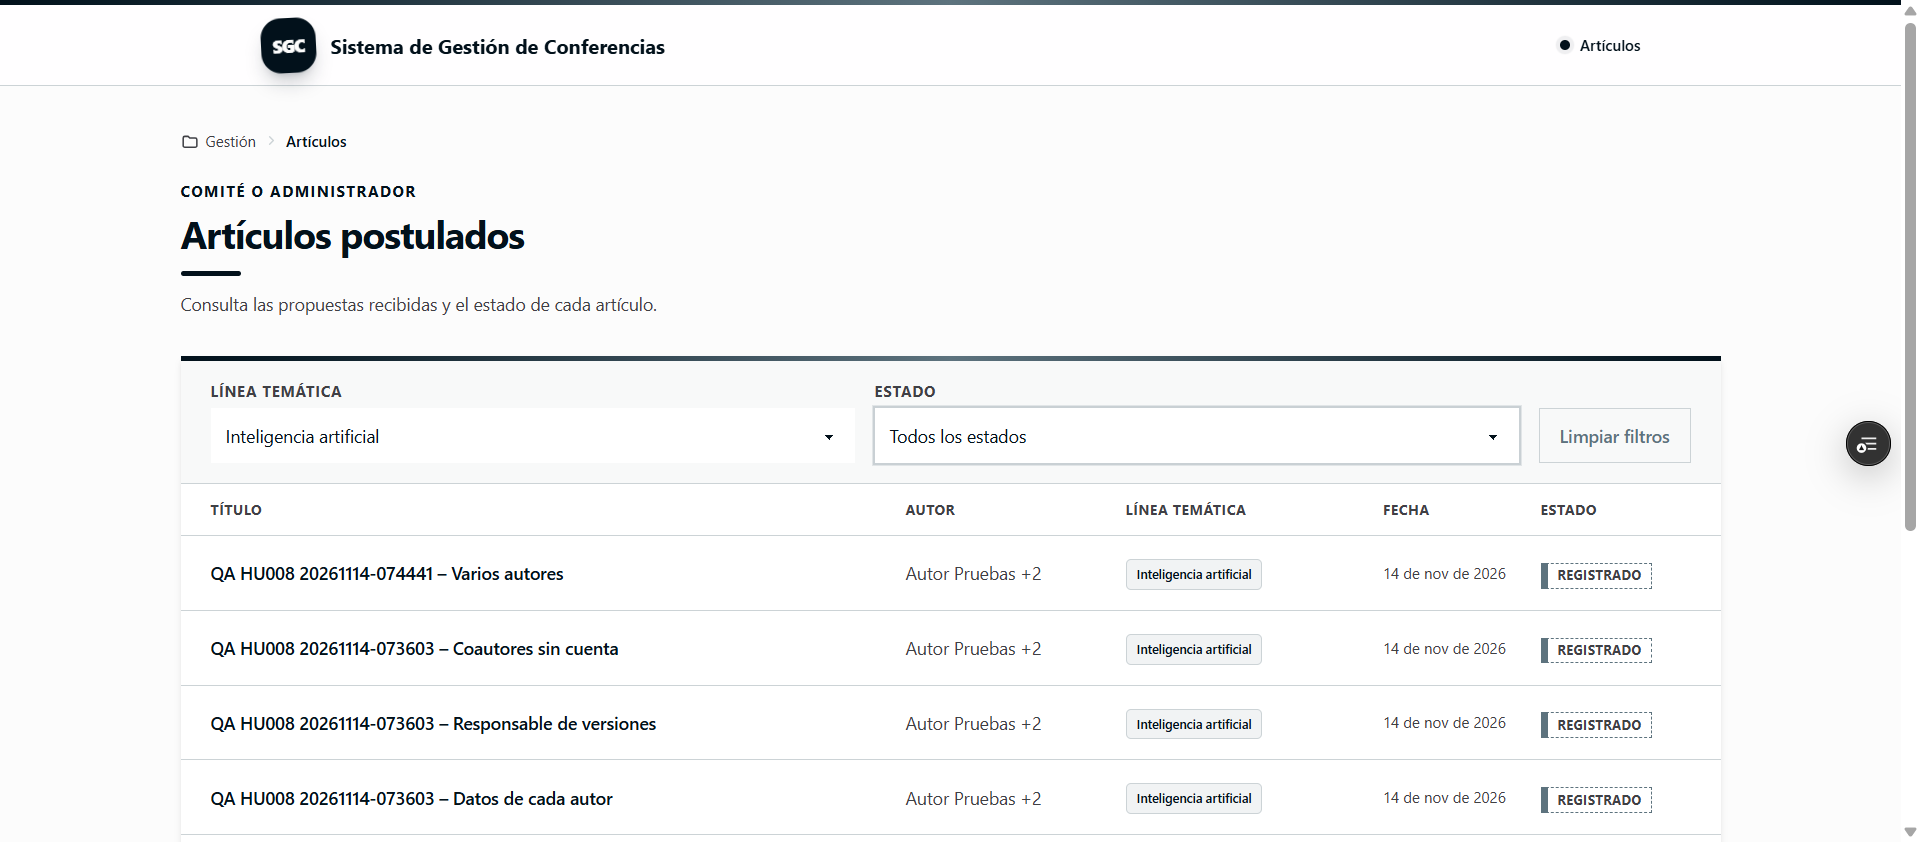 SGC Sistema de Gestión de Conferencias
Artículos
Gestión > Artículos
COMITÉ O ADMINISTRADOR
Artículos postulados
Consulta las propuestas recibidas y el estado de cada artículo.
LÍNEA TEMÁTICA ESTADO
Inteligencia artificial Todos los estados Limpiar filtros
TÍTULO AUTOR LÍNEA TEMÁTICA FECHA ESTADO
QA HU008 20261114-074441 – Varios autores Autor Pruebas +2 Inteligencia artificial 14 de nov de 2026 REGISTRADO
QA HU008 20261114-073603 – Coautores sin cuenta Autor Pruebas +2 Inteligencia artificial 14 de nov de 2026 REGISTRADO
QA HU008 20261114-073603 – Responsable de versiones Autor Pruebas +2 Inteligencia artificial 14 de nov de 2026 REGISTRADO
QA HU008 20261114-073603 – Datos de cada autor Autor Pruebas +2 Inteligencia artificial 14 de nov de 2026 REGISTRADO